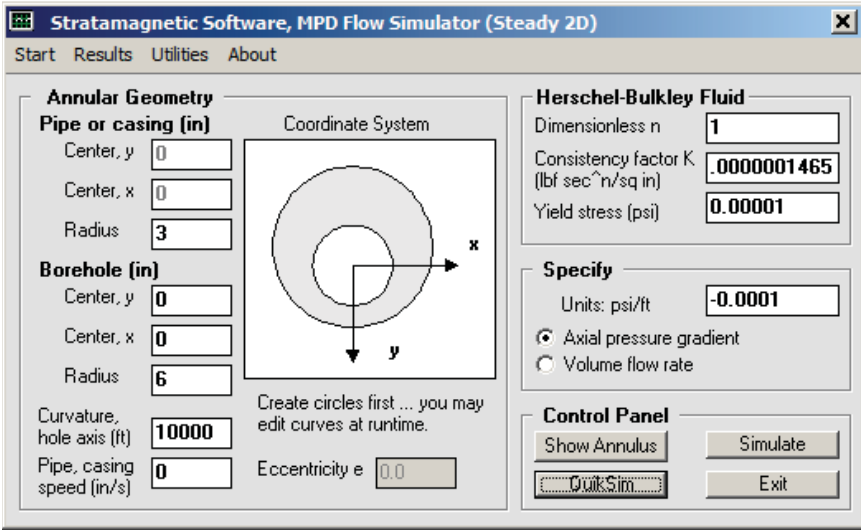 Stratamagnetic Software, MPD Flow Simulator (Steady 2D)
Start Results Utilities About
Annular Geometry
Pipe or casing (in)
Center, y 0
Center, x 0
Radius 3
Borehole (in)
Center, y 0
Center, x 0
Radius 6
Curvature,
hole axis (ft) 10000
Pipe, casing
speed (in/s) 0
Coordinate System
x
y
Create circles first ... you may
edit curves at runtime.
Eccentricity e 0.0
Herschel-Bulkley Fluid
Dimensionless n 1
Consistency factor K
(lbf sec^n/sq in) .0000001465
Yield stress (psi) 0.00001
Specify
Units: psi/ft -0.0001
Axial pressure gradient
Volume flow rate
Control Panel
Show Annulus Simulate
QuikSim Exit